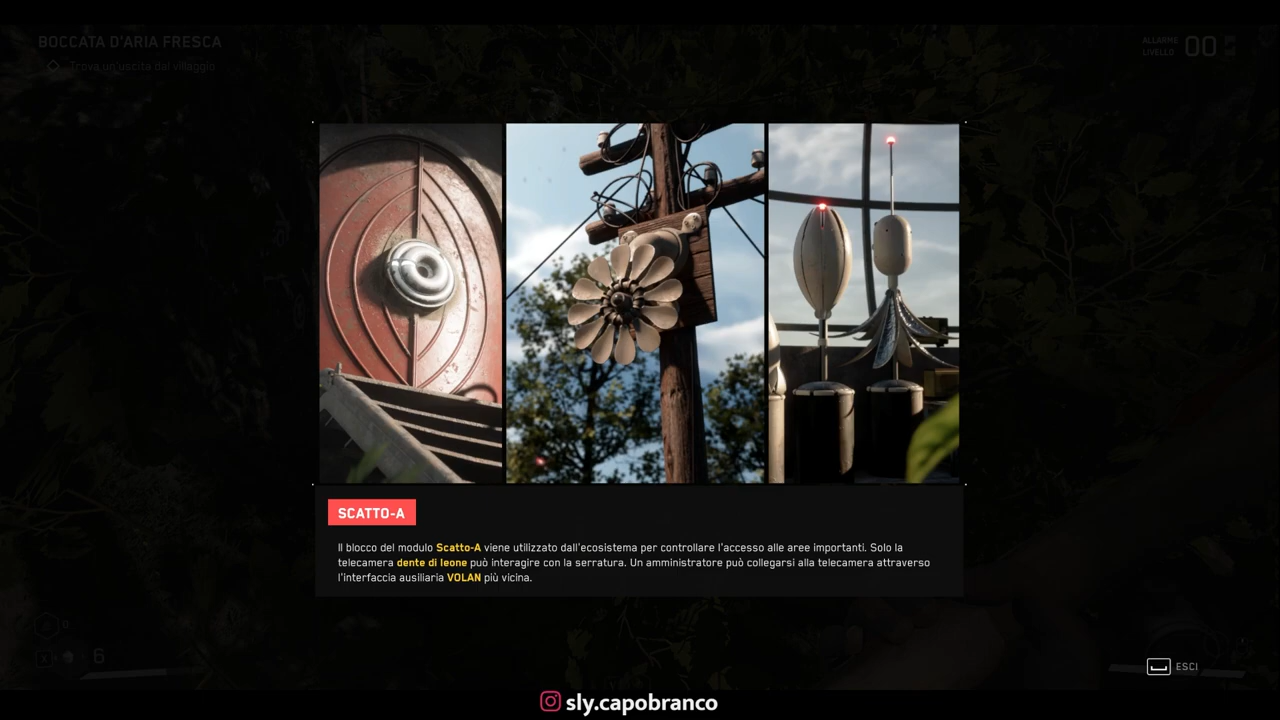 BOCCATA D'ARIA FRESCA
Trova un'uscita dal villaggio
ALLARME
LIVELLO
00
SCATTO-A
Il blocco del modulo Scatto-A viene utilizzato dall'ecosistema per controllare l'accesso alle aree importanti. Solo la
telecamera dente di leone può interagire con la serratura. Un amministratore può collegarsi alla telecamera attraverso
l'interfaccia ausiliaria VOLAN più vicina.
6
ESCI
sly.capobranco